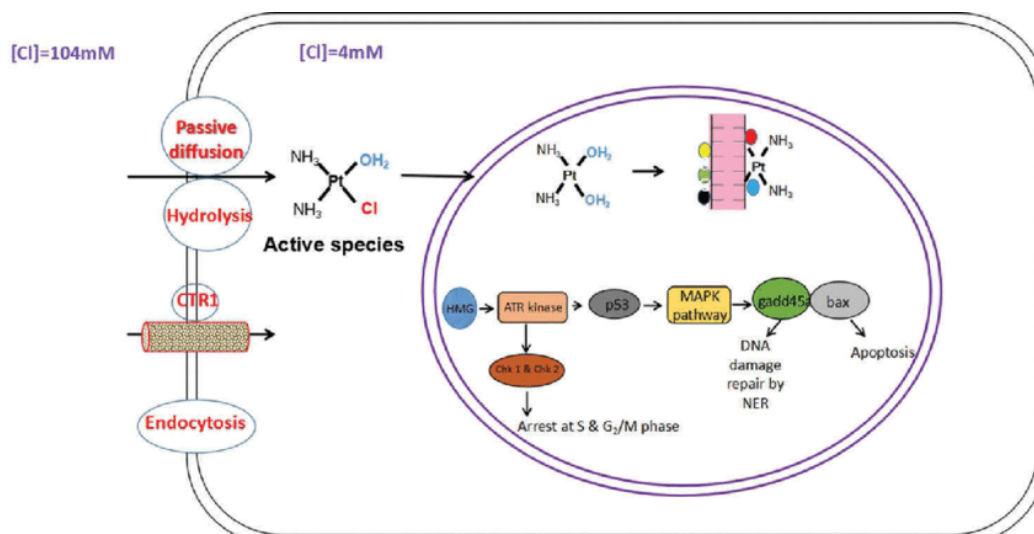 [Cl]=104mM
[Cl]=4mM
Passive
diffusion
Hydrolysis
CTR1
Endocytosis
NH₃
OH₂
Pt
NH₃
Cl
Active species
NH₃
OH₂
Pt
NH₃
OH₂
NH₃
Pt
NH₃
HMG
ATR kinase
p53
MAPK
pathway
gadd45a
bax
Chk 1 & Chk 2
Arrest at S & G₂/M phase
DNA
damage
repair by
NER
Apoptosis